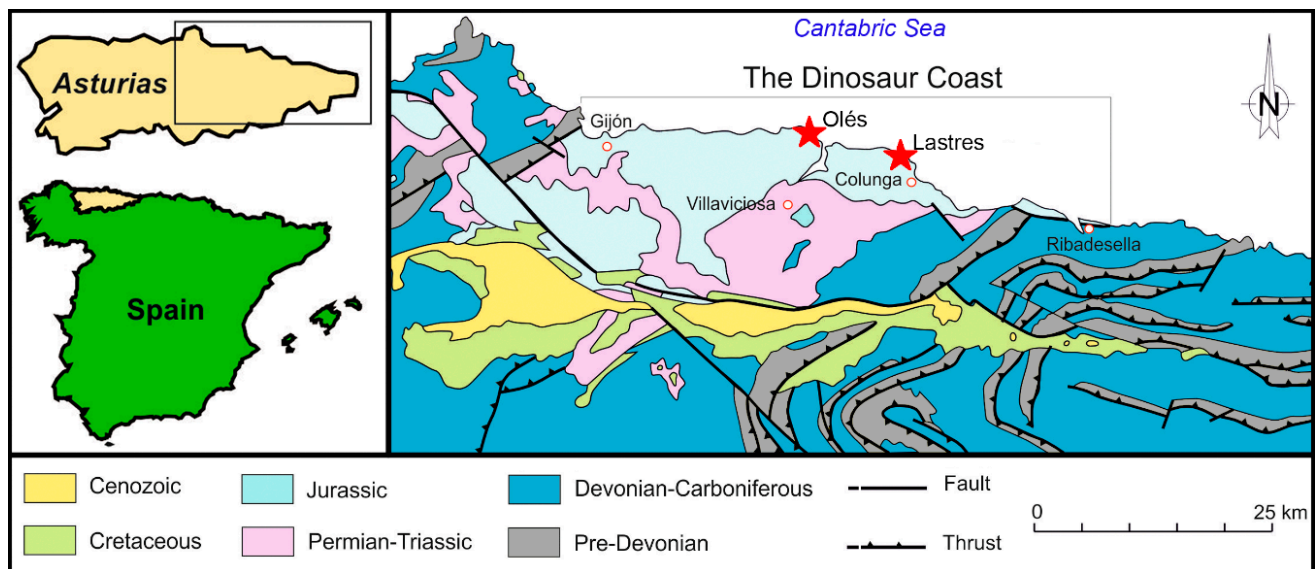 Asturias
Spain
Cantabric Sea
The Dinosaur Coast
N
Gijón
Olés
Lastres
Colunga
Villaviciosa
Ribadesella
Cenozoic
Jurassic
Devonian-Carboniferous
Fault
0 25 km
Cretaceous
Permian-Triassic
Pre-Devonian
Thrust